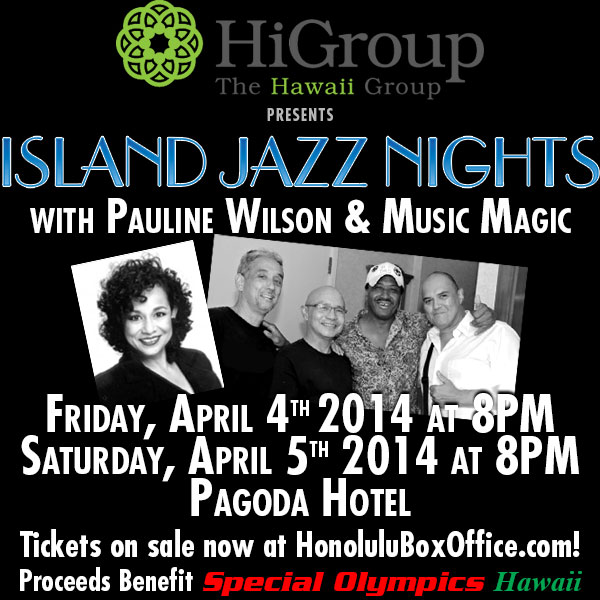 HiGroup
The Hawaii Group
PRESENTS
ISLAND JAZZ NIGHTS
WITH PAULINE WILSON & MUSIC MAGIC
FRIDAY, APRIL 4TH 2014 AT 8PM
SATURDAY, APRIL 5TH 2014 AT 8PM
PAGODA HOTEL
Tickets on sale now at HonoluluBoxOffice.com!
Proceeds Benefit Special Olympics Hawaii